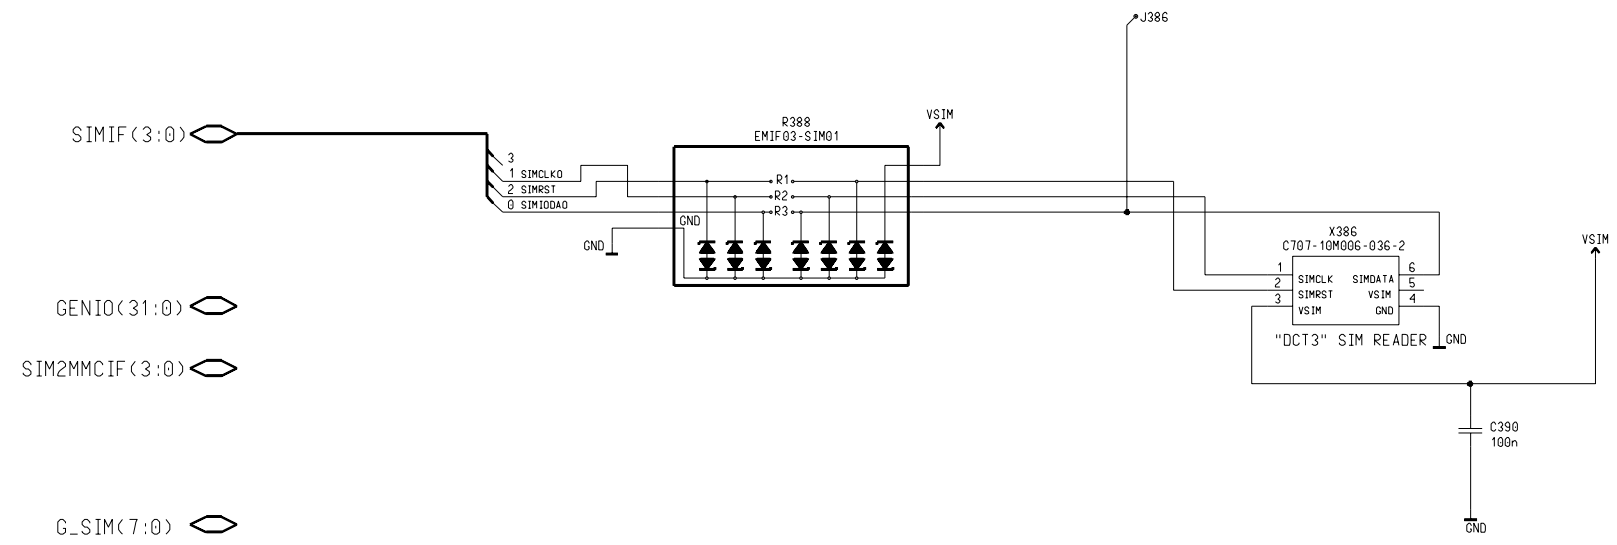 J386
SIMIF(3:0)
R388
EMIF03-SIM01
VSIM
3
1 SIMCLKO
2 SIMRST
0 SIMIODAO
R1
R2
R3
GND
GND
X386
C707-10M006-036-2
VSIM
1 SIMCLK SIMDATA 6
2 SIMRST VSIM 5
3 VSIM GND 4
"DCT3" SIM READER
GND
GENIO(31:0)
SIM2MMCIF(3:0)
C390
100n
G_SIM(7:0)
GND